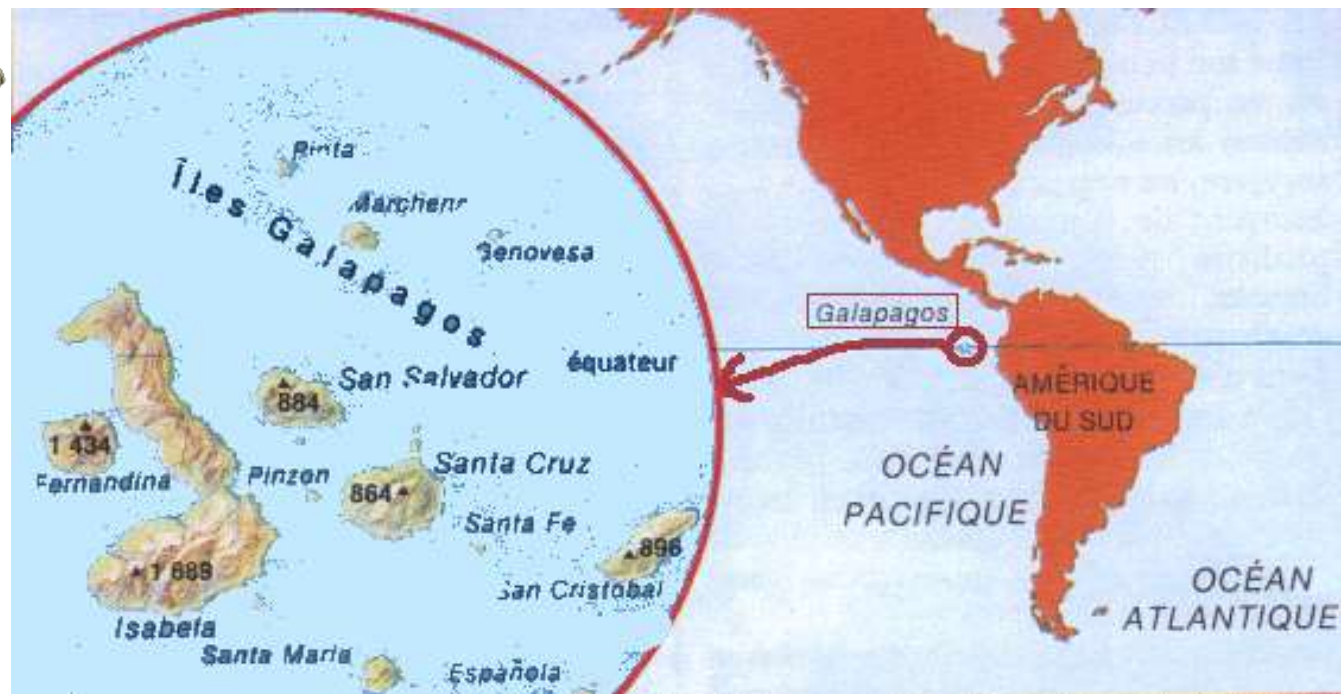 Pinta
Îles Galapagos
Marchena
Genovesa
équateur
San Salvador
884
1 434
Fernandina
Pinzon
Santa Cruz
864
Santa Fe
896
San Cristobal
1 689
Isabela
Santa Maria
Española
Galapagos
AMÉRIQUE
DU SUD
OCÉAN
PACIFIQUE
OCÉAN
ATLANTIQUE